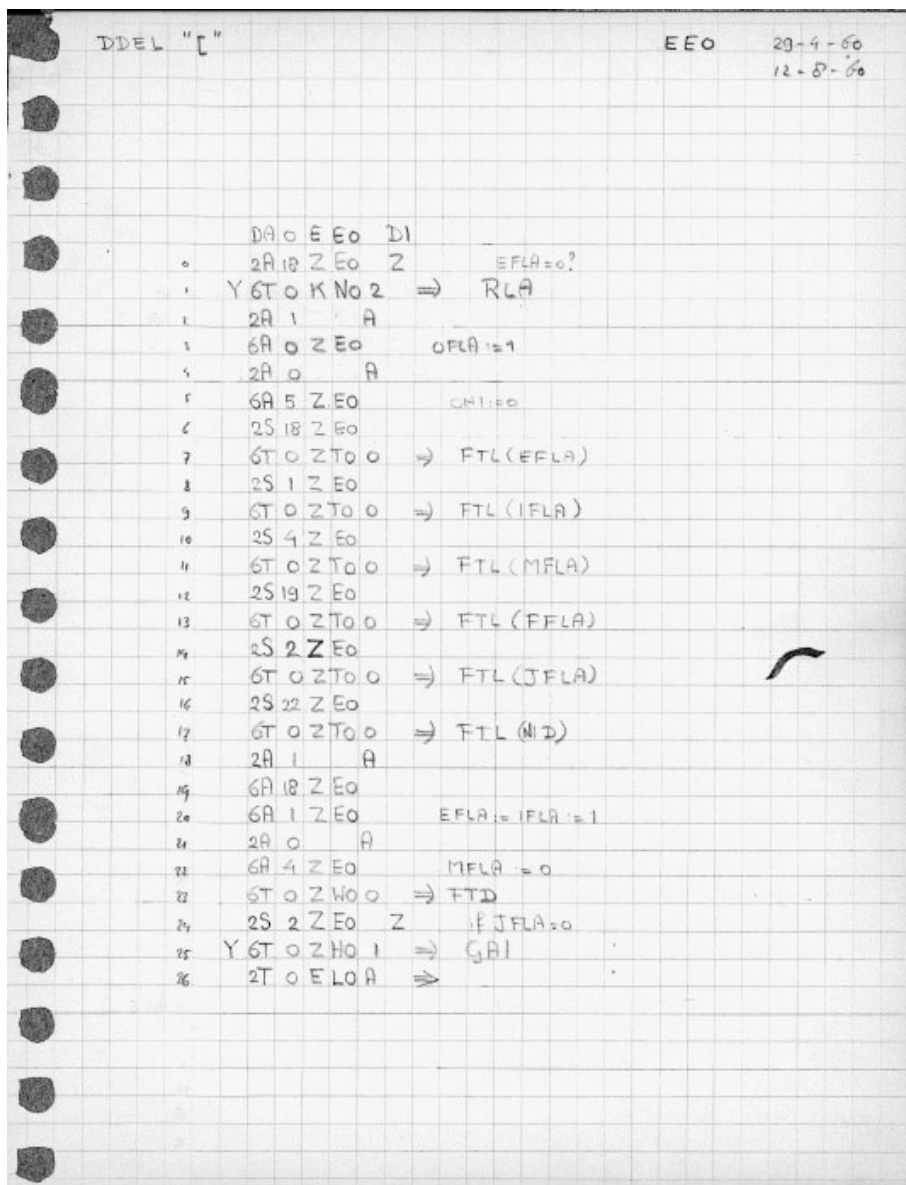 DDEL "[" EE0 29-4-60
12-8-60
DA 0 E E0 DI
0 2A 18 Z E0 Z EFLA=0?
1 Y 6T 0 K N0 2 ⇒ RLA
2 2A 1 A
3 6A 0 Z E0 OFLA:=1
4 2A 0 A
5 6A 5 Z E0 OH1:=0
6 2S 18 Z E0
7 6T 0 Z T0 0 ⇒ FTL(EFLA)
8 2S 1 Z E0
9 6T 0 Z T0 0 ⇒ FTL(IFLA)
10 2S 4 Z E0
11 6T 0 Z T0 0 ⇒ FTL(MFLA)
12 2S 19 Z E0
13 6T 0 Z T0 0 ⇒ FTL(FFLA)
14 2S 2 Z E0
15 6T 0 Z T0 0 ⇒ FTL(JFLA)
16 2S 22 Z E0
17 6T 0 Z T0 0 ⇒ FTL(NID)
18 2A 1 A
19 6A 18 Z E0
20 6A 1 Z E0 EFLA:=IFLA:=1
21 2A 0 A
22 6A 4 Z E0 MFLA:=0
23 6T 0 Z W0 0 ⇒ FTD
24 2S 2 Z E0 Z if JFLA=0
25 Y 6T 0 Z H0 1 ⇒ GAI
26 2T 0 E L0 A ⇒